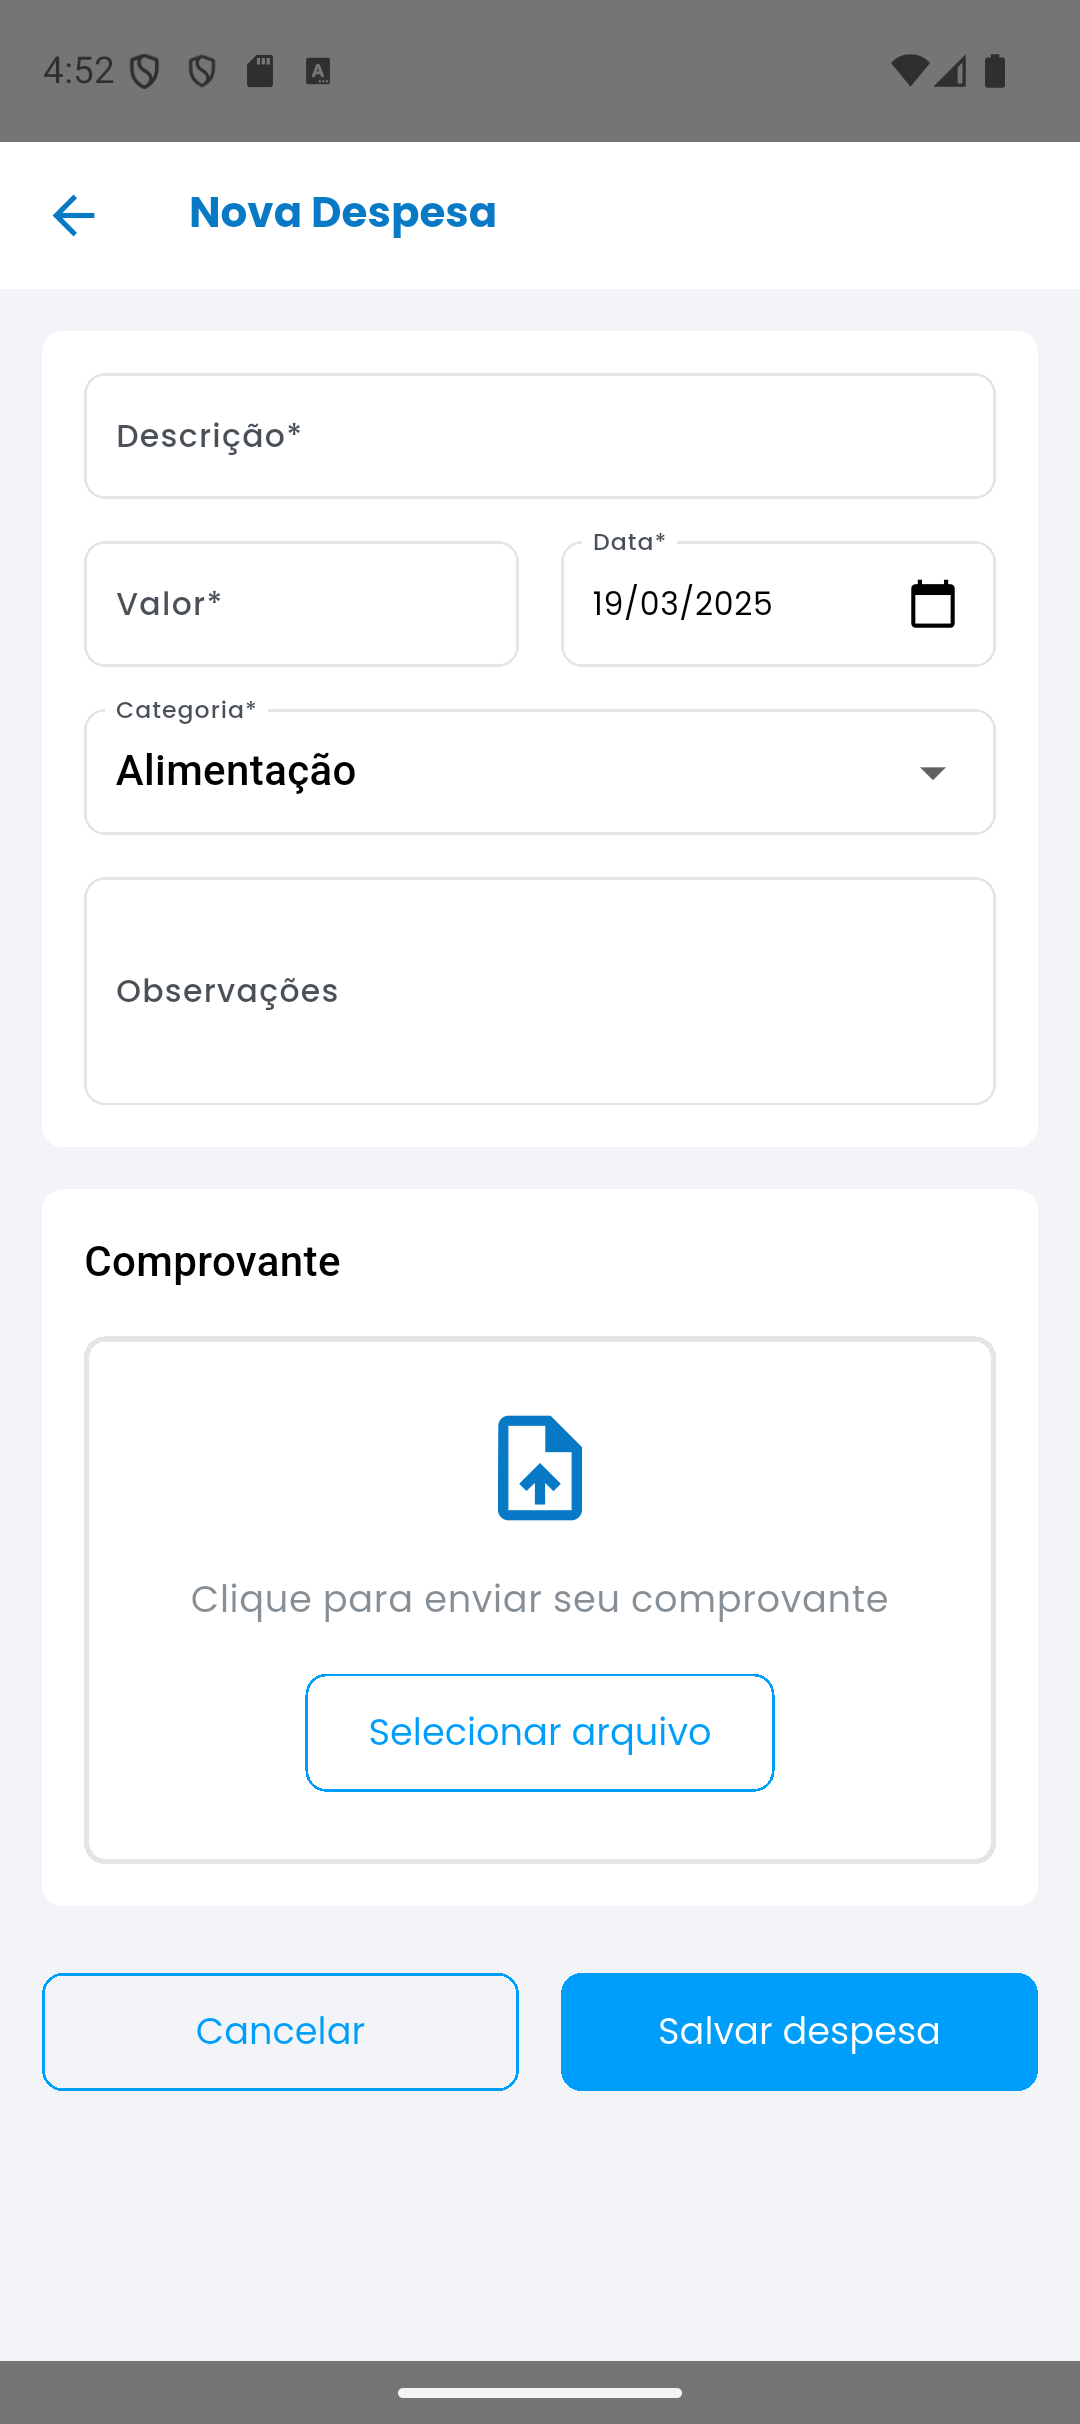 4:52
Nova Despesa
Descrição*
Valor*
Data*
19/03/2025
Categoria*
Alimentação
Observações
Comprovante
Clique para enviar seu comprovante
Selecionar arquivo
Cancelar
Salvar despesa